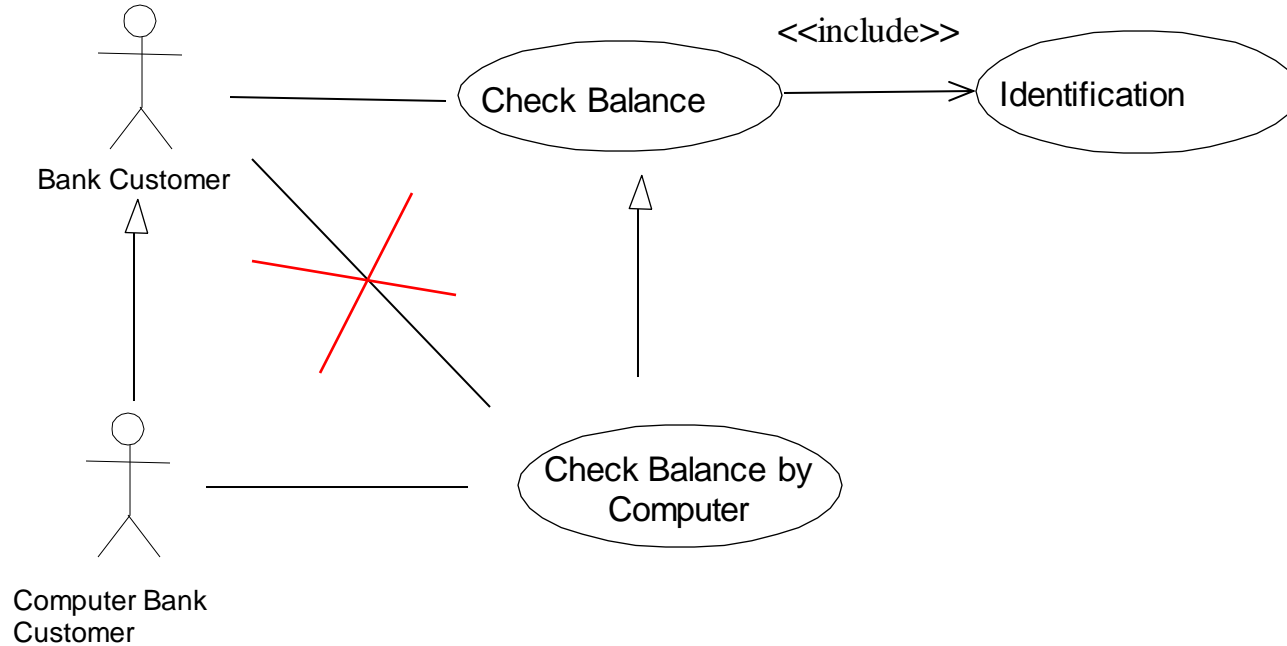 <<include>>
Check Balance
Identification
Bank Customer
Check Balance by
Computer
Computer Bank
Customer